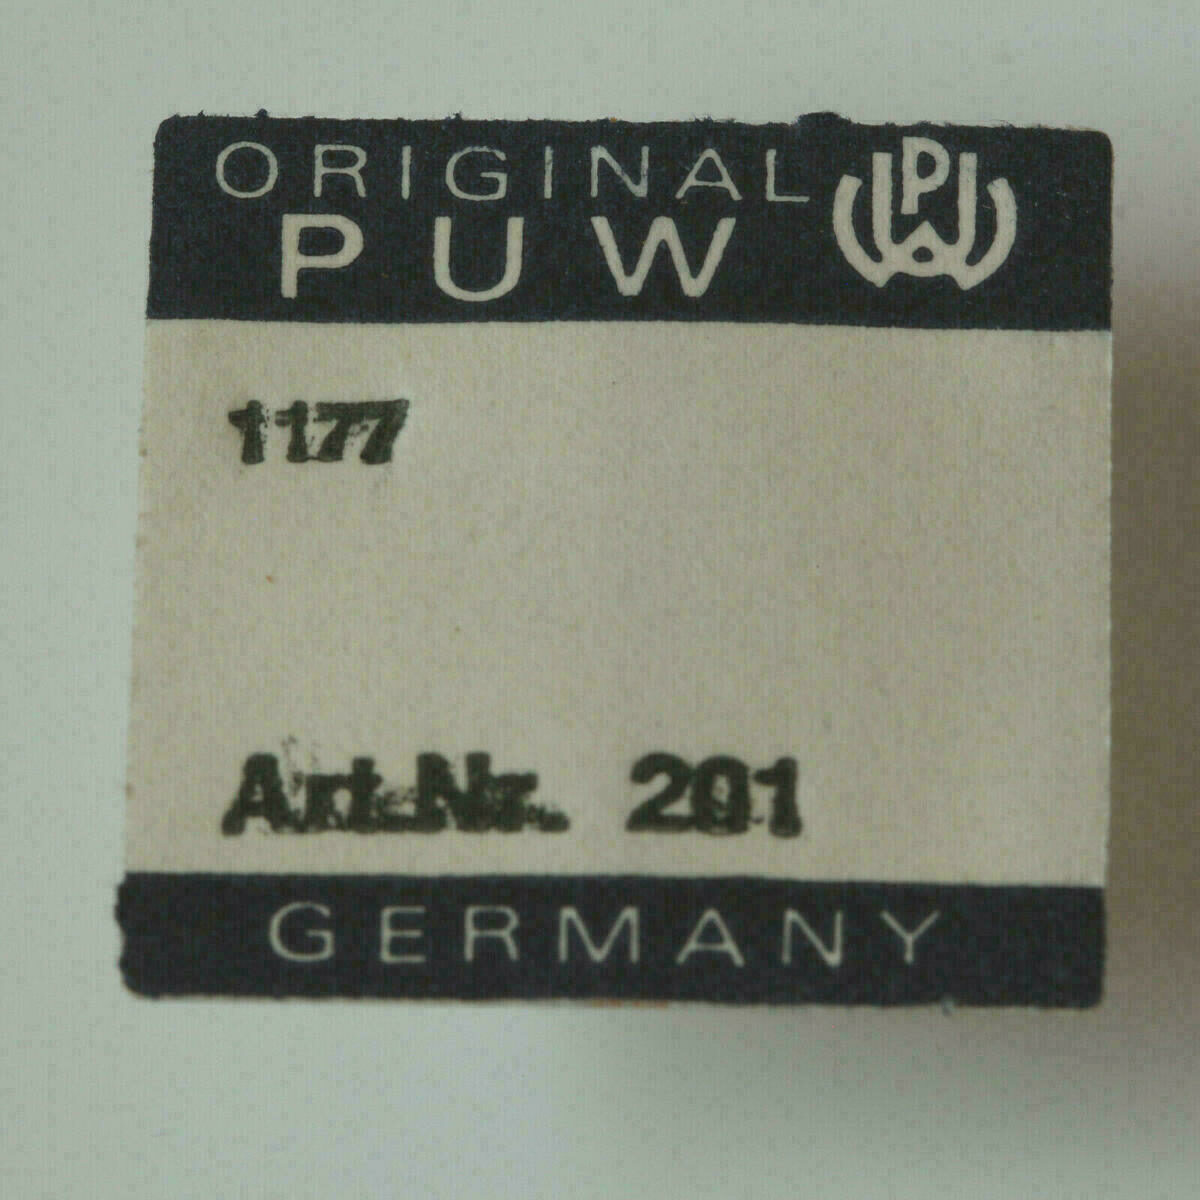 ORIGINAL
PUW
1177
Art.Nr. 201
GERMANY